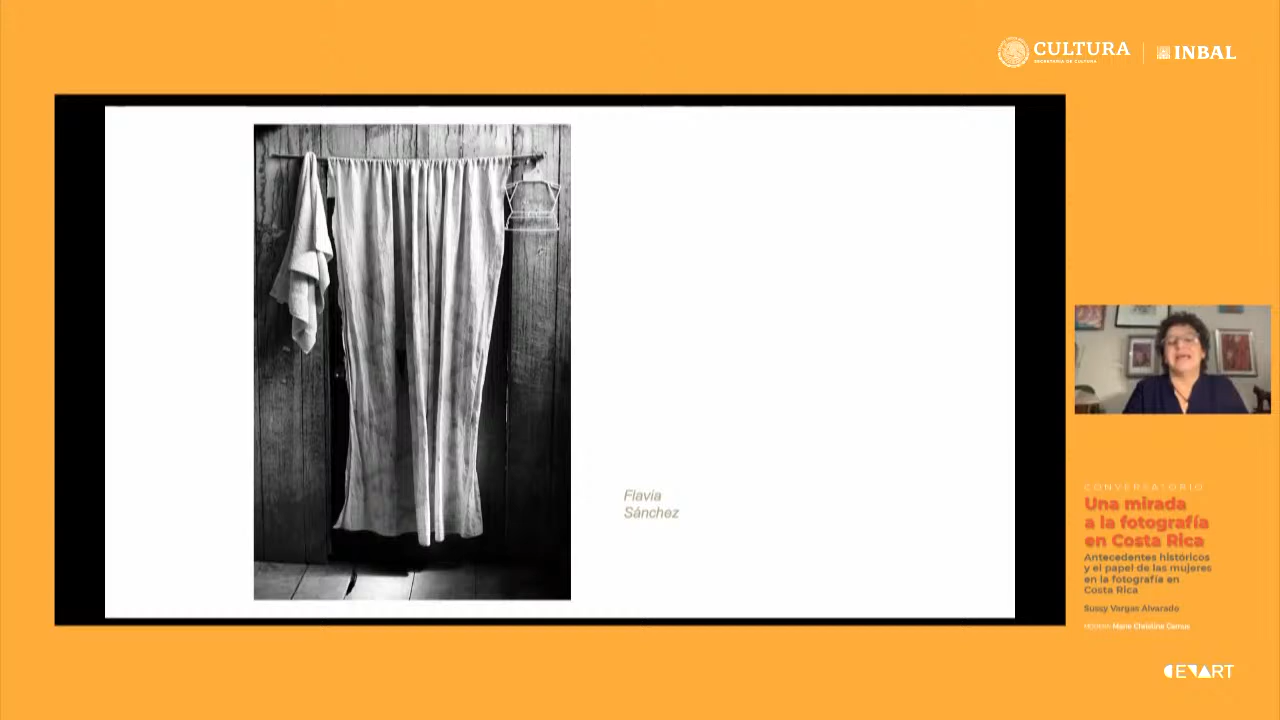 CULTURA
SECRETARÍA DE CULTURA
INBAL
Flavia
Sánchez
CONVERSATORIO
Una mirada
a la fotografía
en Costa Rica
Antecedentes históricos
y el papel de las mujeres
en la fotografía en
Costa Rica
Sussy Vargas Alvarado
Marie Christine Camus
CENART